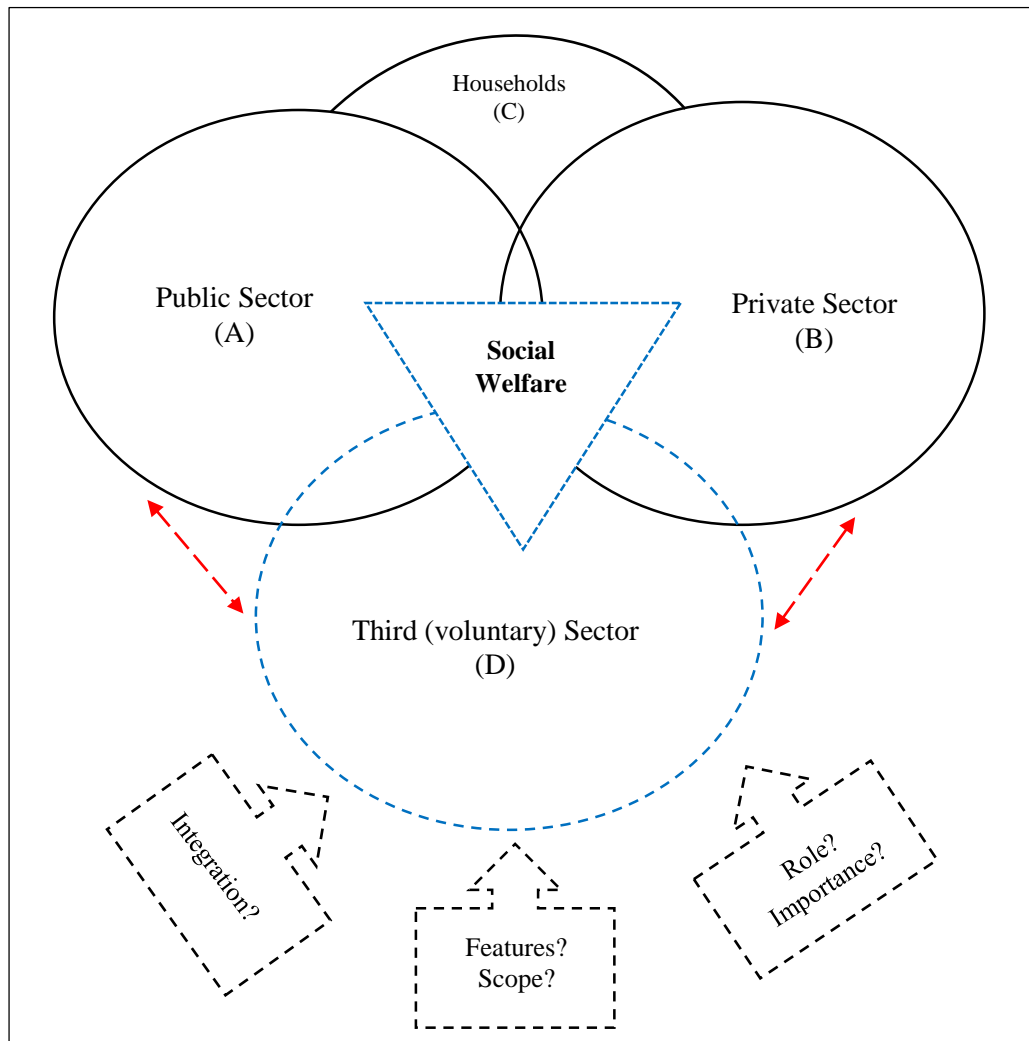 Households
(C)
Public Sector
(A)
Private Sector
(B)
Social
Welfare
Third (voluntary) Sector
(D)
Integration?
Features?
Scope?
Role?
Importance?